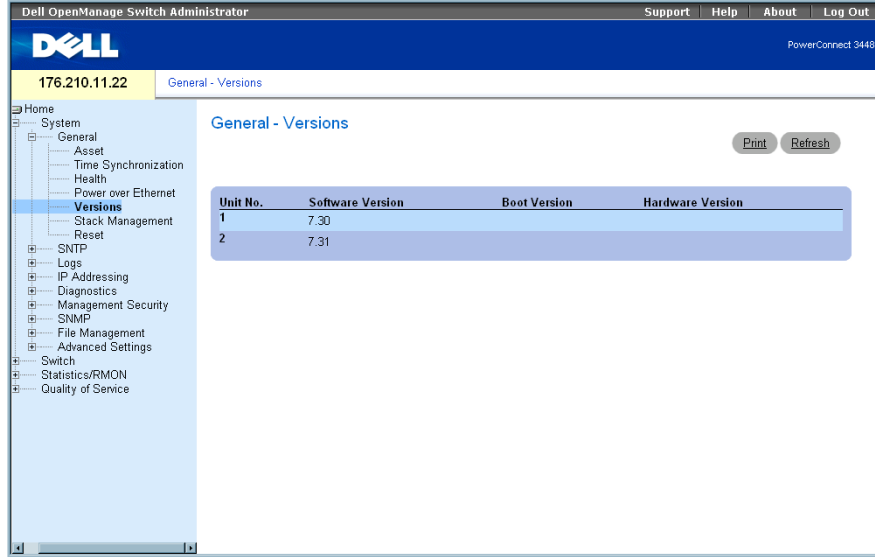 Dell OpenManage Switch Administrator Support Help About Log Out
DELL
PowerConnect 3448
176.210.11.22 General - Versions
Home
System
General
Asset
Time Synchronization
Health
Power over Ethernet
Versions
Stack Management
Reset
SNTP
Logs
IP Addressing
Diagnostics
Management Security
SNMP
File Management
Advanced Settings
Switch
Statistics/RMON
Quality of Service
General - Versions
Print Refresh
Unit No. Software Version Boot Version Hardware Version
1 7.30
2 7.31